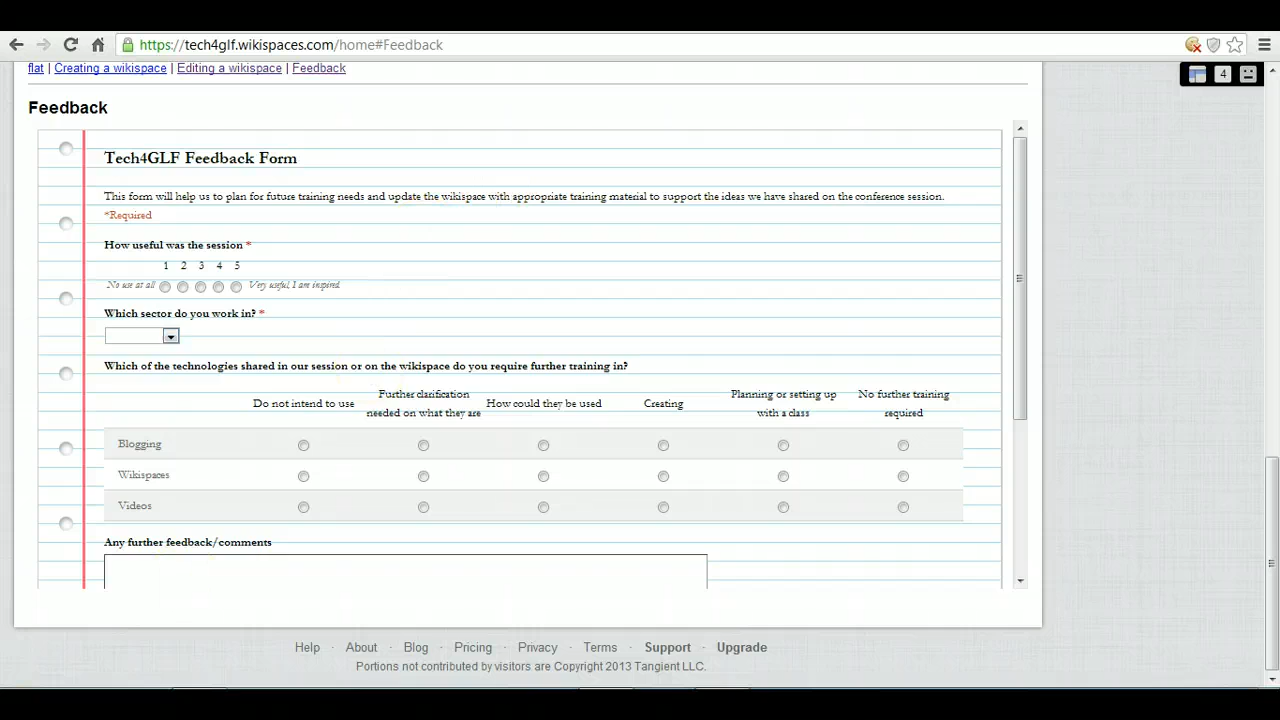 https://tech4glf.wikispaces.com/home#Feedback
flat | Creating a wikispace | Editing a wikispace | Feedback
4
Feedback
Tech4GLF Feedback Form
This form will help us to plan for future training needs and update the wikispace with appropriate training material to support the ideas we have shared on the conference session.
*Required
How useful was the session *
1 2 3 4 5
No use at all Very useful, I am inspired
Which sector do you work in? *
Which of the technologies shared in our session or on the wikispace do you require further training in?
Do not intend to use Further clarification needed on what they are How could they be used Creating Planning or setting up with a class No further training required
Blogging
Wikispaces
Videos
Any further feedback/comments
Help · About · Blog · Pricing · Privacy · Terms · Support · Upgrade
Portions not contributed by visitors are Copyright 2013 Tangient LLC.